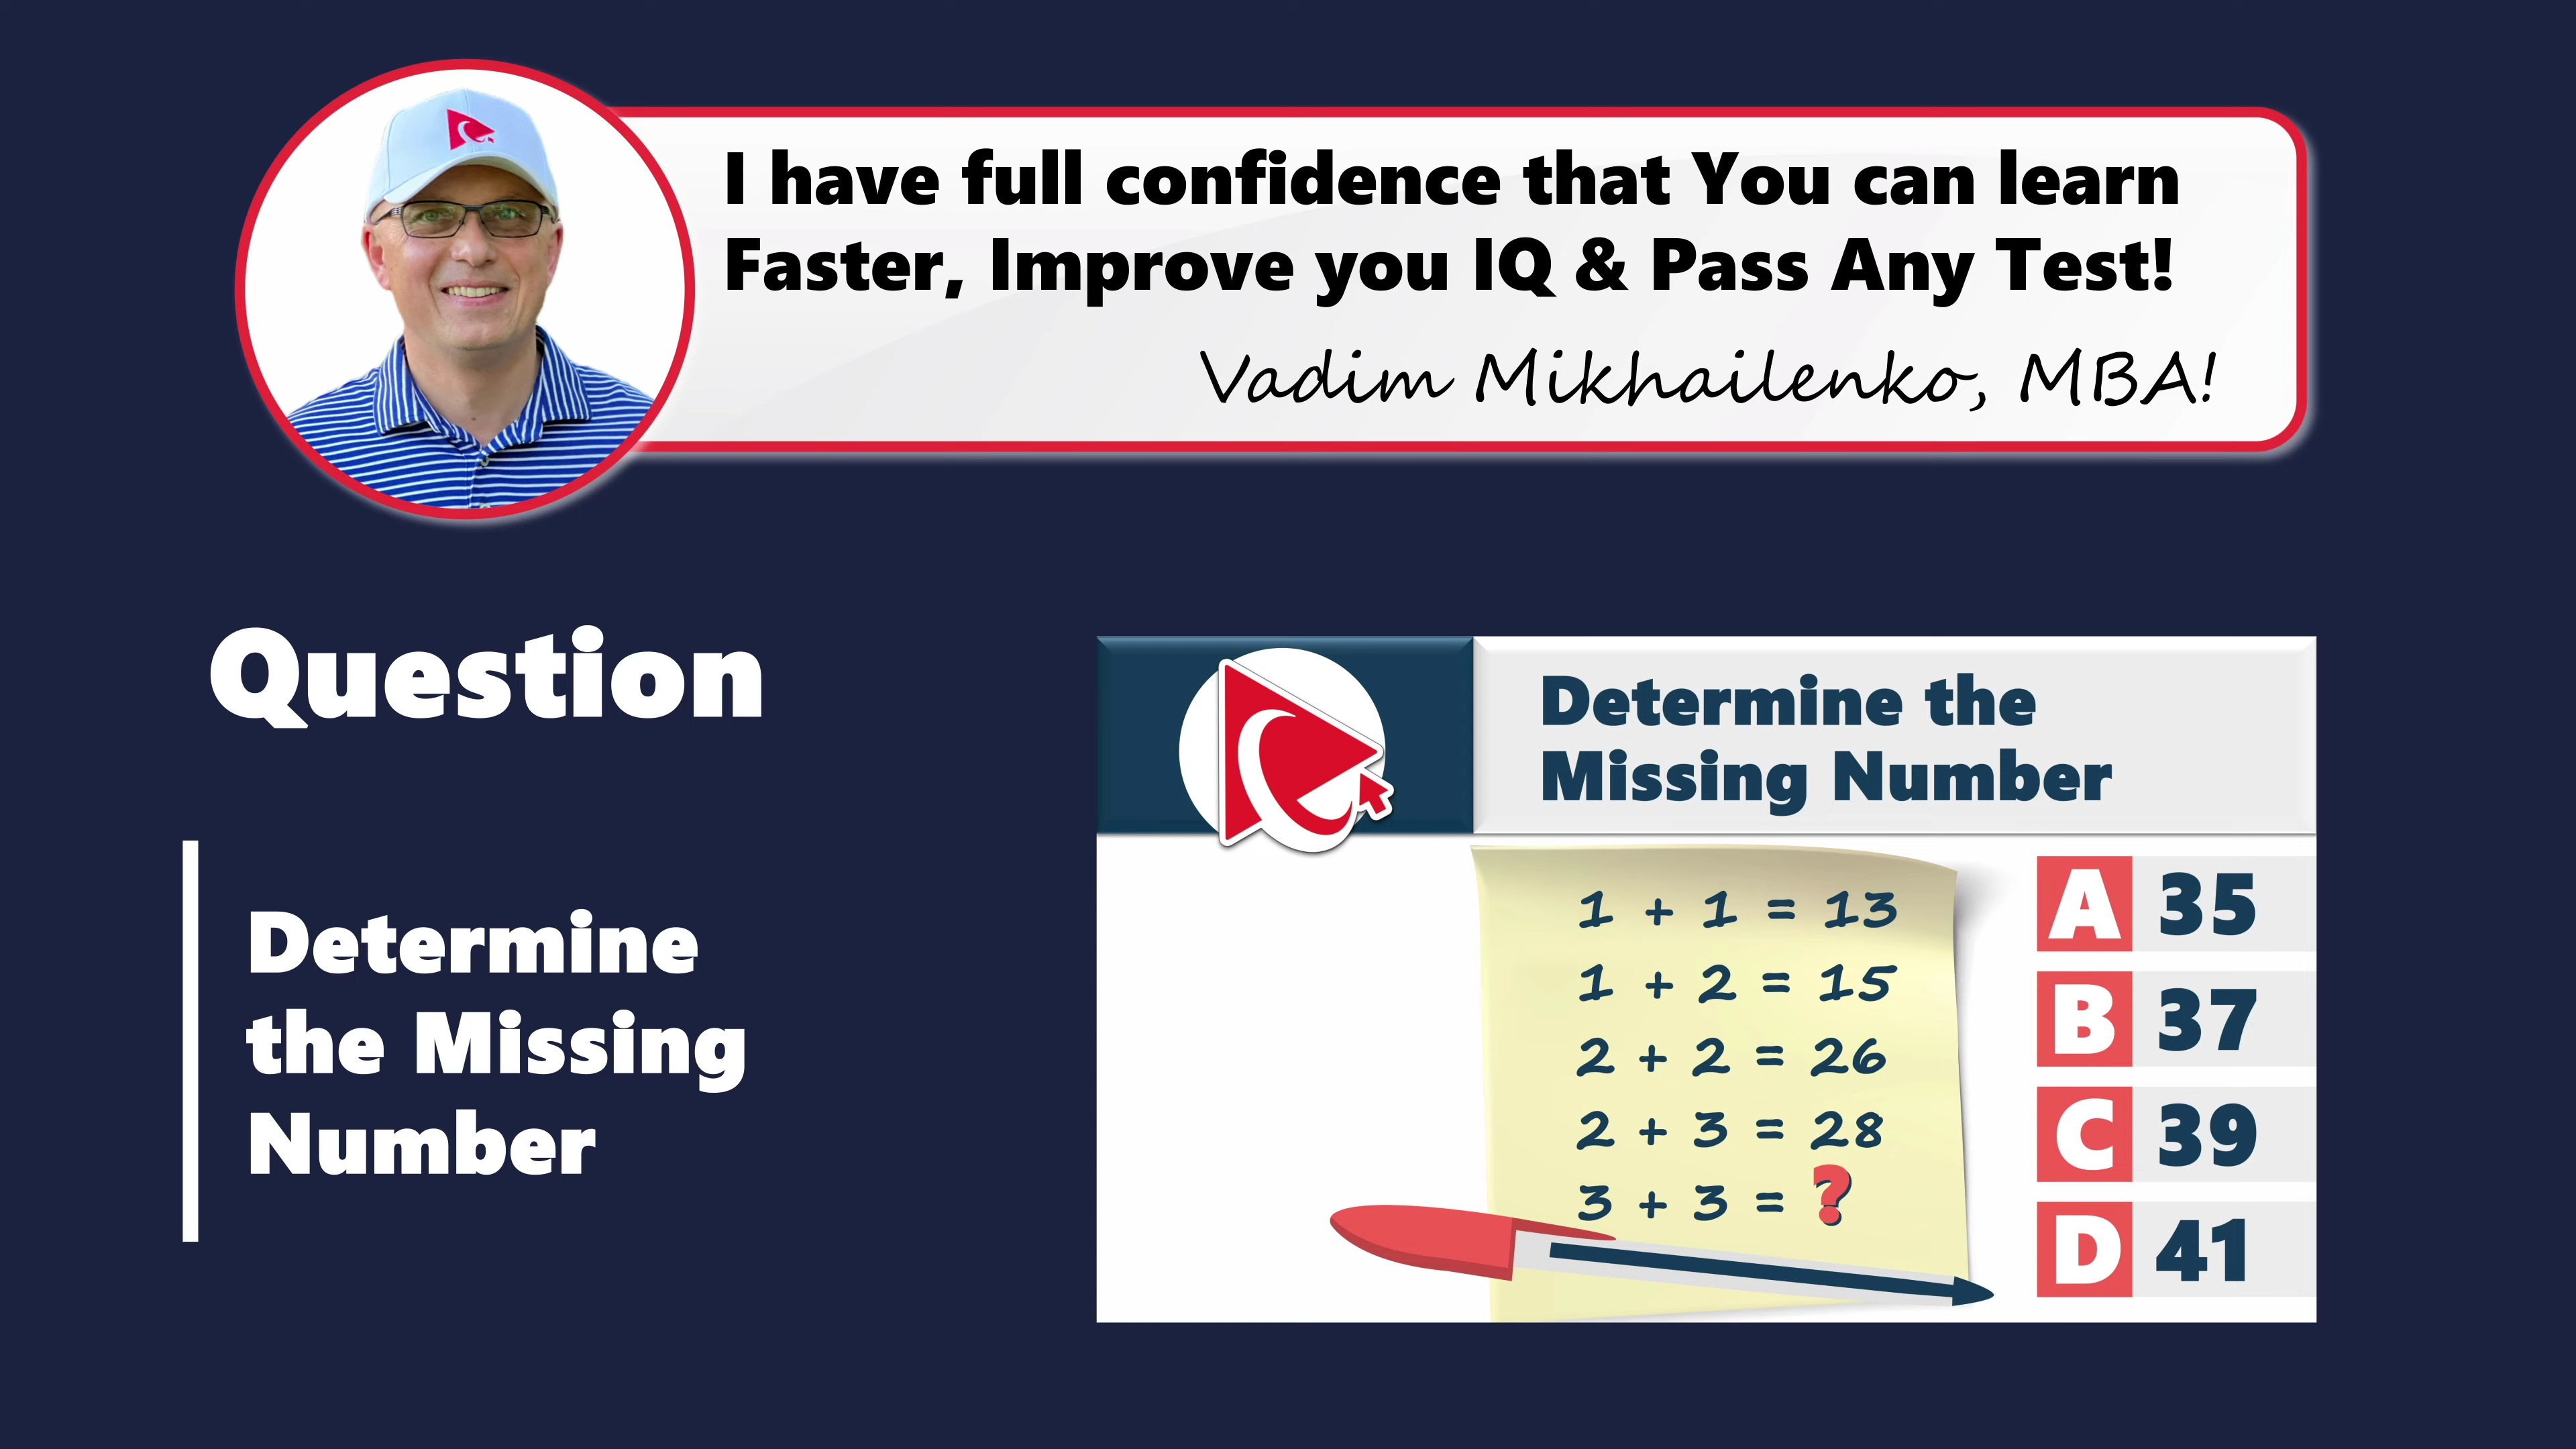 I have full confidence that You can learn
Faster, Improve you IQ & Pass Any Test!
Vadim Mikhailenko, MBA!
Question
Determine
the Missing
Number
Determine the
Missing Number
1 + 1 = 13
1 + 2 = 15
2 + 2 = 26
2 + 3 = 28
3 + 3 = ?
A 35
B 37
C 39
D 41